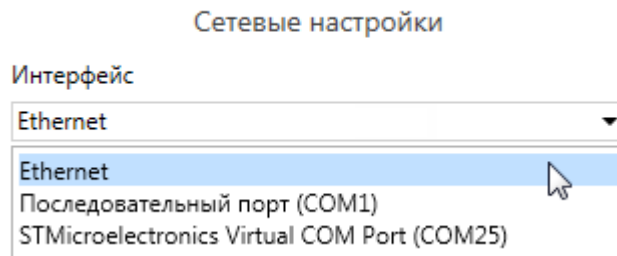 Сетевые настройки
Интерфейс
Ethernet
Ethernet
Последовательный порт (COM1)
STMicroelectronics Virtual COM Port (COM25)